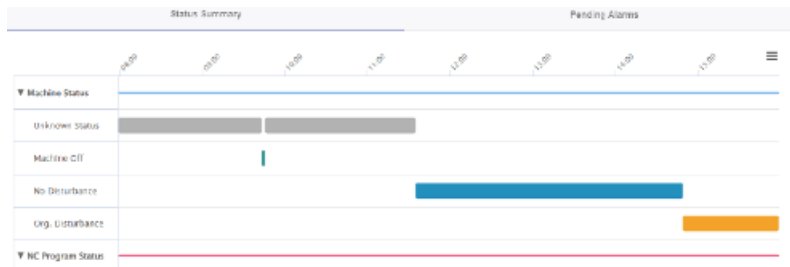 Status Summary
Pending Alarms
08:00 09:00 10:00 11:00 12:00 13:00 14:00 15:00
▼ Machine Status
Unknown Status
Machine Off
No Disturbance
Org. Disturbance
▼ NC Program Status